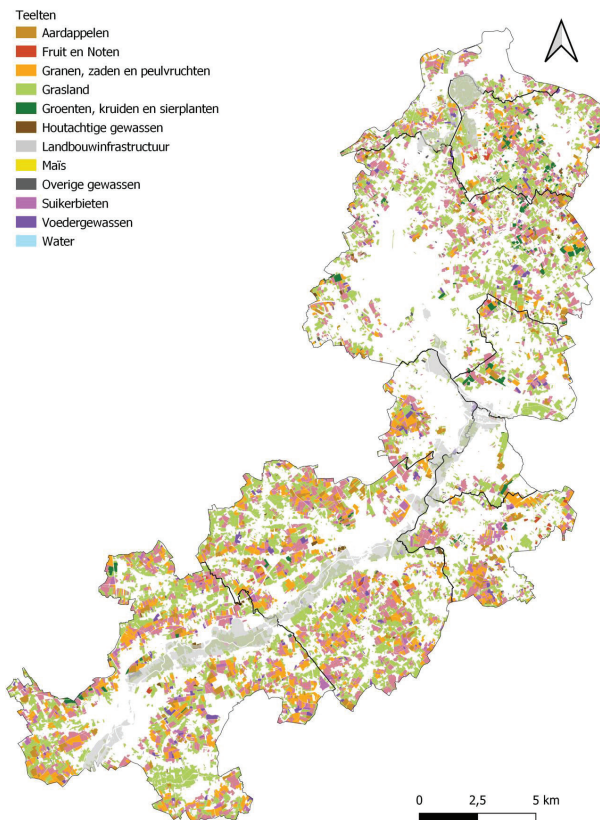 Teelten
Aardappelen
Fruit en Noten
Granen, zaden en peulvruchten
Grasland
Groenten, kruiden en sierplanten
Houtachtige gewassen
Landbouwinfrastructuur
Maïs
Overige gewassen
Suikerbieten
Voedergewassen
Water
0 2,5 5 km